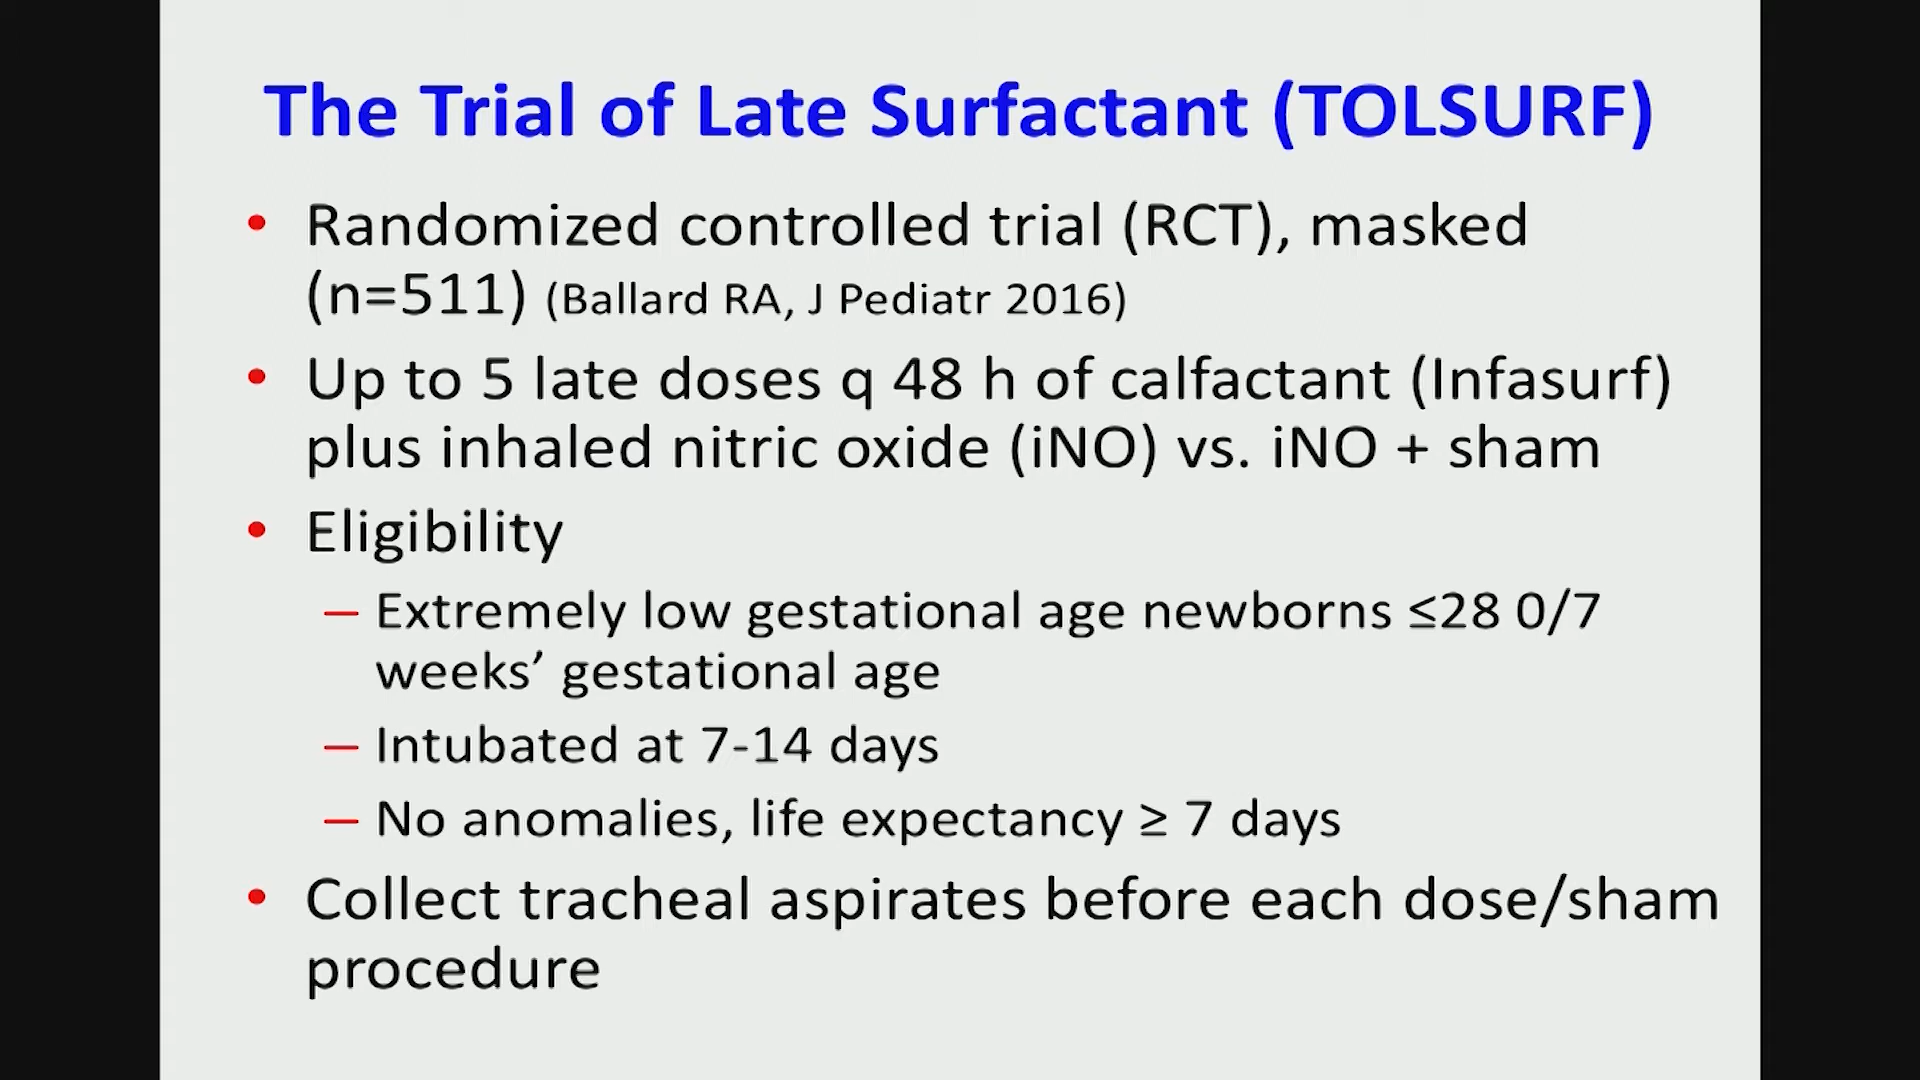 The Trial of Late Surfactant (TOLSURF)
• Randomized controlled trial (RCT), masked
(n=511) (Ballard RA, J Pediatr 2016)
• Up to 5 late doses q 48 h of calfactant (Infasurf)
plus inhaled nitric oxide (iNO) vs. iNO + sham
• Eligibility
— Extremely low gestational age newborns ≤28 0/7
weeks’ gestational age
— Intubated at 7-14 days
— No anomalies, life expectancy ≥ 7 days
• Collect tracheal aspirates before each dose/sham
procedure